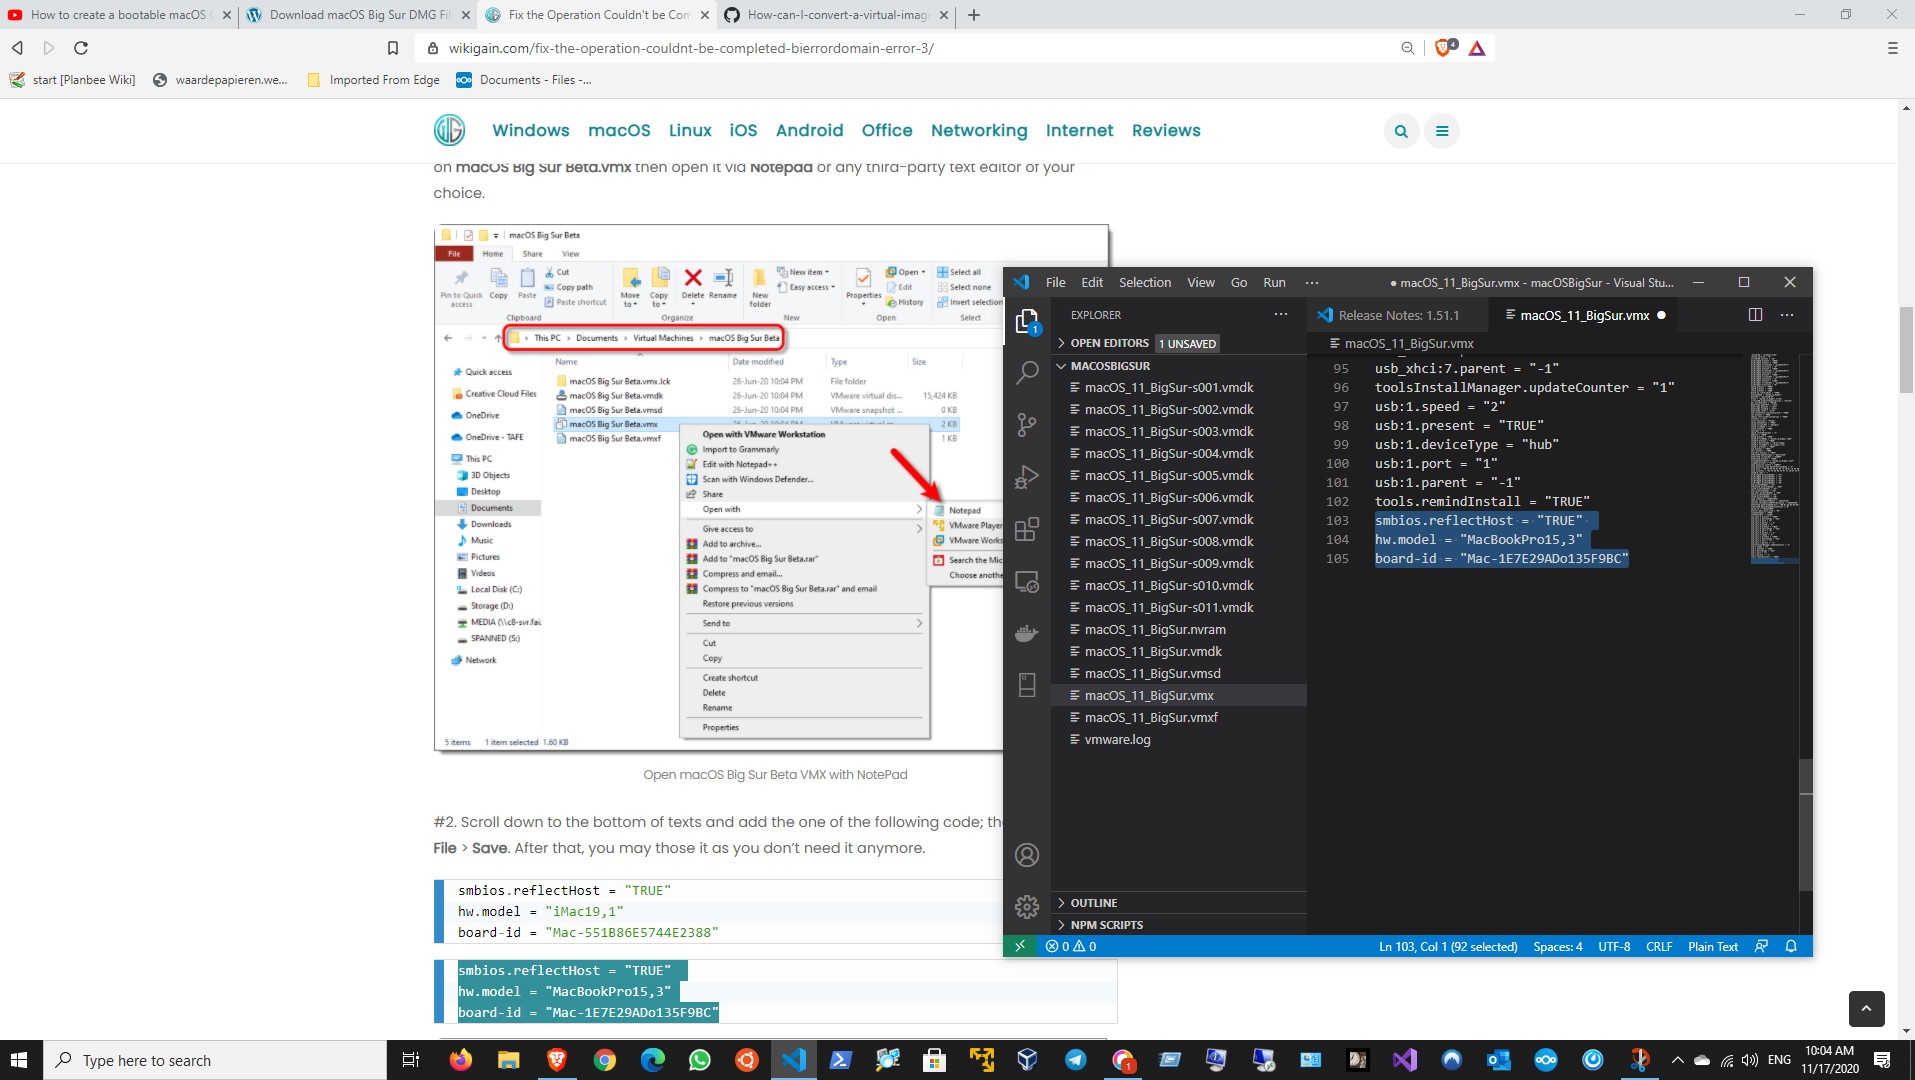 How to create a bootable macOS
Download macOS Big Sur DMG Fil
Fix the Operation Couldn't be Com
How-can-I-convert-a-virtual-imag
wikigain.com/fix-the-operation-couldnt-be-completed-bierrordomain-error-3/
4
start [Planbee Wiki]
waardepapieren.we...
Imported From Edge
Documents - Files -...
Windows macOS Linux iOS Android Office Networking Internet Reviews
on macOS Big Sur Beta.vmx then open it via Notepad or any third-party text editor of your
choice.
macOS Big Sur Beta
File Home Share View
Pin to Quick access
Copy
Paste
Cut
Copy path
Paste shortcut
Move to
Copy to
Delete
Rename
New folder
New item
Easy access
Properties
Open
Edit
History
Select all
Select none
Invert selection
Clipboard Organize New Open Select
This PC > Documents > Virtual Machines > macOS Big Sur Beta
Name Date modified Type Size
macOS Big Sur Beta.vmx.lck 26-Jun-20 10:04 PM File folder
macOS Big Sur Beta.vmdk 26-Jun-20 10:04 PM VMware virtual dis... 15,424 KB
macOS Big Sur Beta.vmsd 26-Jun-20 10:04 PM VMware snapshot ... 0 KB
macOS Big Sur Beta.vmx 2 KB
macOS Big Sur Beta.vmxf 1 KB
Quick access
Creative Cloud Files
OneDrive
OneDrive - TAFE
This PC
3D Objects
Desktop
Documents
Downloads
Music
Pictures
Videos
Local Disk (C:)
Storage (D:)
MEDIA (\\c8-svr.fai
SPANNED (S:)
Network
Open with VMware Workstation
Import to Grammarly
Edit with Notepad++
Scan with Windows Defender...
Share
Open with
Give access to
Add to archive...
Add to "macOS Big Sur Beta.rar"
Compress and email...
Compress to "macOS Big Sur Beta.rar" and email
Restore previous versions
Send to
Cut
Copy
Create shortcut
Delete
Rename
Properties
Notepad
VMware Player
VMware Works
Search the Mic
Choose anothe
5 items 1 item selected 1.60 KB
Open macOS Big Sur Beta VMX with NotePad
#2. Scroll down to the bottom of texts and add the one of the following code; th
File > Save. After that, you may those it as you don't need it anymore.
smbios.reflectHost = "TRUE"
hw.model = "iMac19,1"
board-id = "Mac-551B86E5744E2388"
smbios.reflectHost = "TRUE"
hw.model = "MacBookPro15,3"
board-id = "Mac-1E7E29ADo135F9BC"
File Edit Selection View Go Run ···
● macOS_11_BigSur.vmx - macOSBigSur - Visual Stu...
EXPLORER
Release Notes: 1.51.1
macOS_11_BigSur.vmx
OPEN EDITORS 1 UNSAVED
macOS_11_BigSur.vmx
MACOSBIGSUR
macOS_11_BigSur-s001.vmdk
macOS_11_BigSur-s002.vmdk
macOS_11_BigSur-s003.vmdk
macOS_11_BigSur-s004.vmdk
macOS_11_BigSur-s005.vmdk
macOS_11_BigSur-s006.vmdk
macOS_11_BigSur-s007.vmdk
macOS_11_BigSur-s008.vmdk
macOS_11_BigSur-s009.vmdk
macOS_11_BigSur-s010.vmdk
macOS_11_BigSur-s011.vmdk
macOS_11_BigSur.nvram
macOS_11_BigSur.vmdk
macOS_11_BigSur.vmsd
macOS_11_BigSur.vmx
macOS_11_BigSur.vmxf
vmware.log
95 usb_xhci:7.parent = "-1"
96 toolsInstallManager.updateCounter = "1"
97 usb:1.speed = "2"
98 usb:1.present = "TRUE"
99 usb:1.deviceType = "hub"
100 usb:1.port = "1"
101 usb:1.parent = "-1"
102 tools.remindInstall = "TRUE"
103 smbios.reflectHost = "TRUE"
104 hw.model = "MacBookPro15,3"
105 board-id = "Mac-1E7E29ADo135F9BC"
1
OUTLINE
NPM SCRIPTS
0 0
Ln 103, Col 1 (92 selected) Spaces: 4 UTF-8 CRLF Plain Text
Type here to search
1
ENG
10:04 AM
11/17/2020